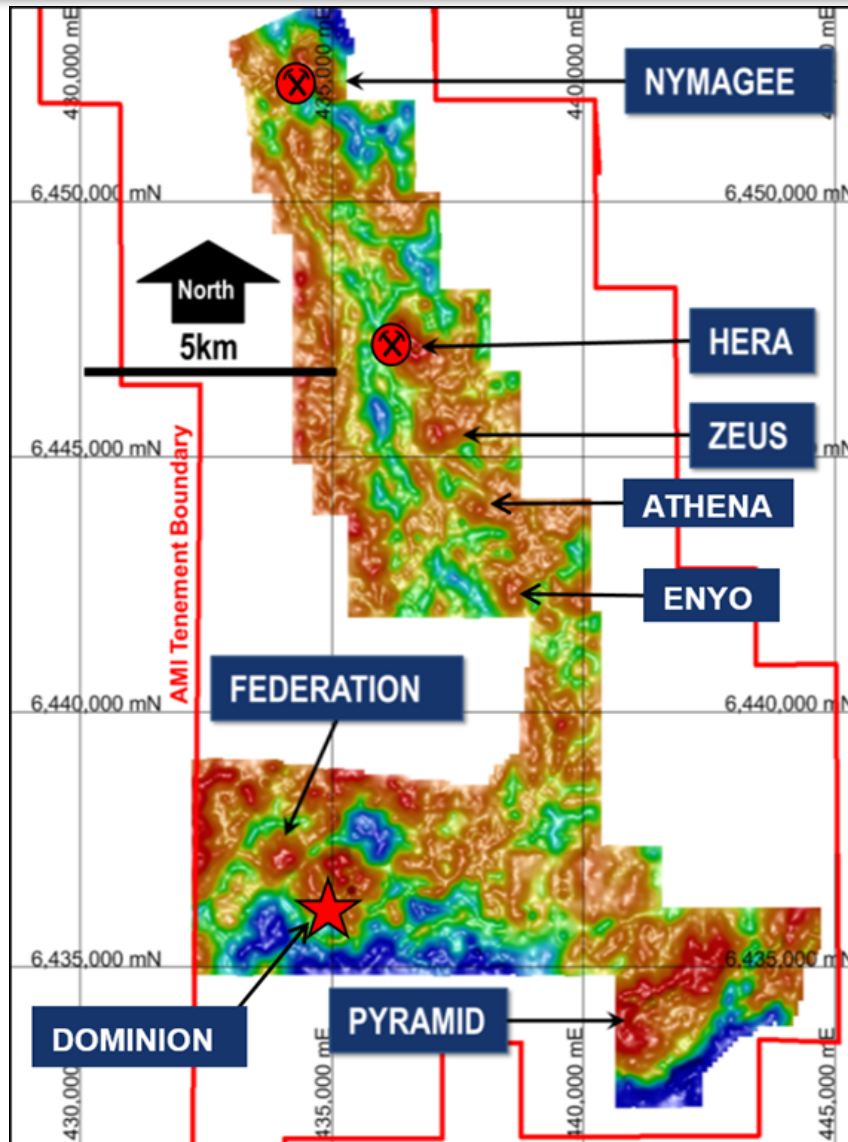 430,000 mE
435,000 mE
440,000 mE
NYMAGEE
6,450,000 mN
6,450,000 mN
North
5km
HERA
ZEUS
6,445,000 mN
mN
ATHENA
ENYO
AMI Tenement Boundary
FEDERATION
6,440,000 mN
6,440,000 mN
6,435,000 mN
6,435,000 mN
PYRAMID
DOMINION
430,000
435,000 mE
440,000 mE
445,000 mE